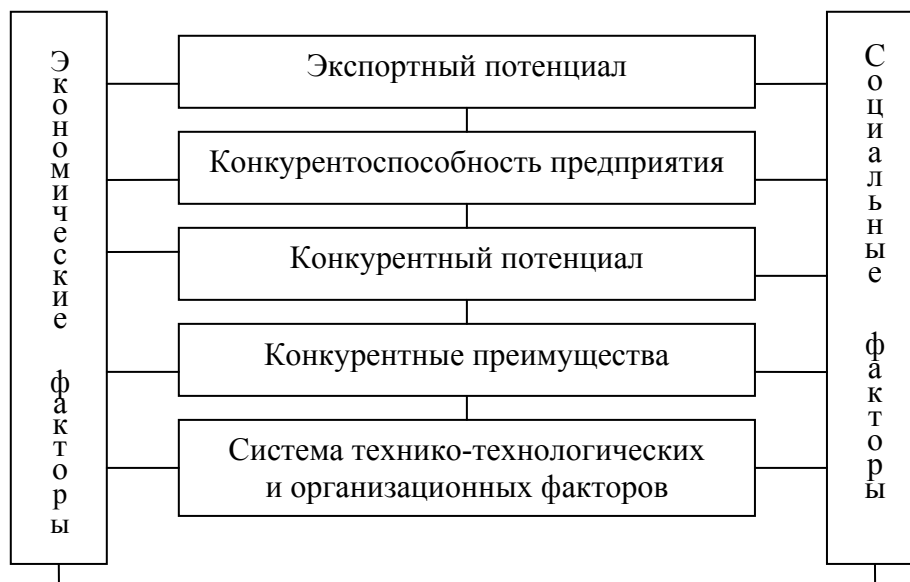 Экономические факторы
Экспортный потенциал
Конкурентоспособность предприятия
Конкурентный потенциал
Конкурентные преимущества
Система технико-технологических
и организационных факторов
Социальные факторы